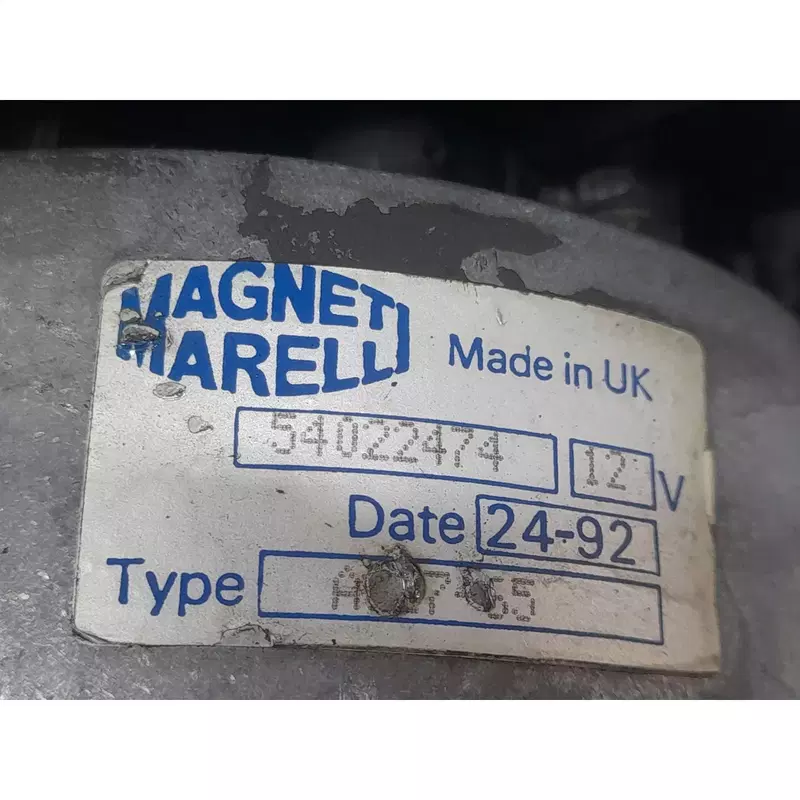 MAGNETI
MARELLI
Made in UK
54022474
12 V
Date 24-92
Type